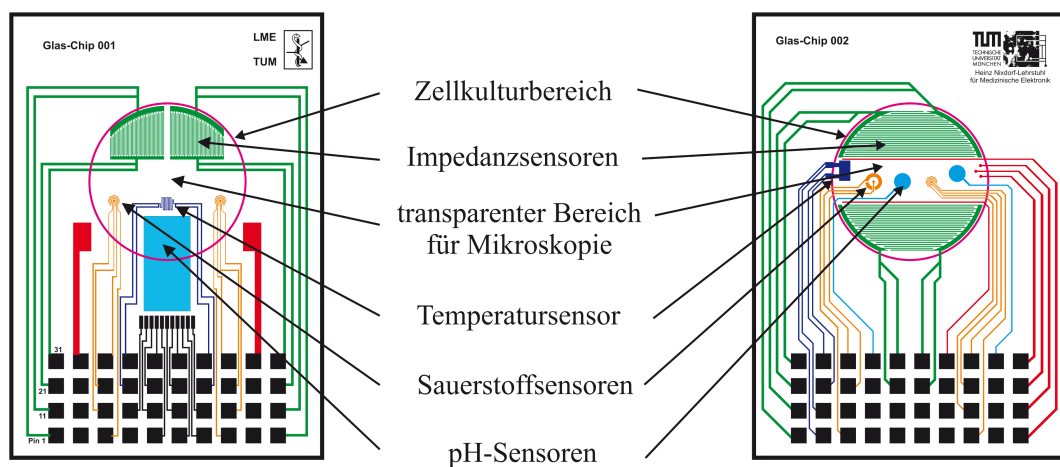 Glas-Chip 001
LME
TUM
Glas-Chip 002
TUM
TECHNISCHE
UNIVERSITÄT
MÜNCHEN
Heinz Nixdorf-Lehrstuhl
für Medizinische Elektronik
Zellkulturbereich
Impedanzsensoren
transparenter Bereich
für Mikroskopie
Temperatursensor
Sauerstoffsensoren
pH-Sensoren
31
21
11
Pin 1